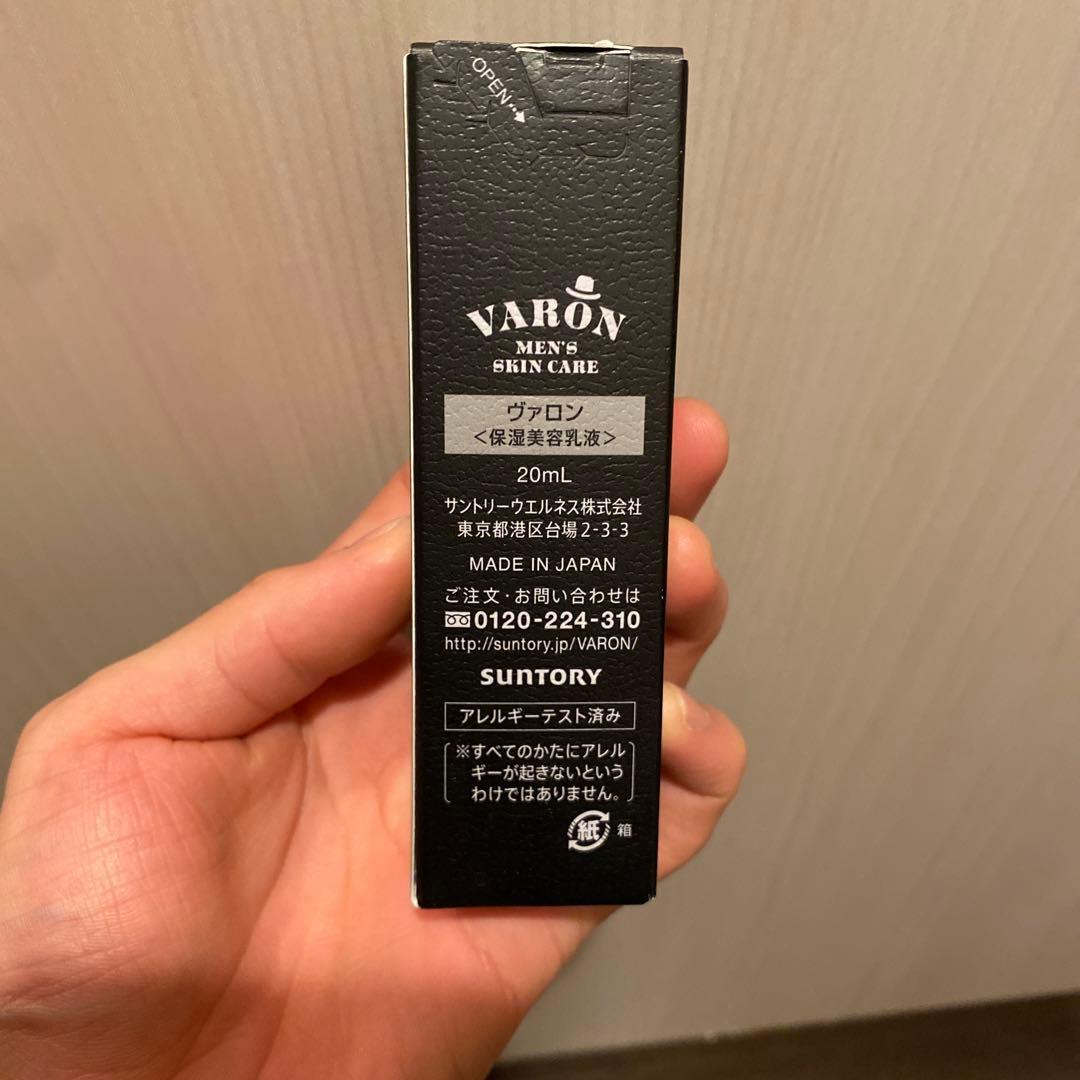 OPEN
VARON
MEN'S
SKIN CARE
ヴァロン
<保湿美容乳液>
20mL
サントリーウエルネス株式会社
東京都港区台場2-3-3
MADE IN JAPAN
ご注文・お問い合わせは
0120-224-310
http://suntory.jp/VARON/
SUNTORY
アレルギーテスト済み
※すべてのかたにアレル
ギーが起きないという
わけではありません。
紙 箱